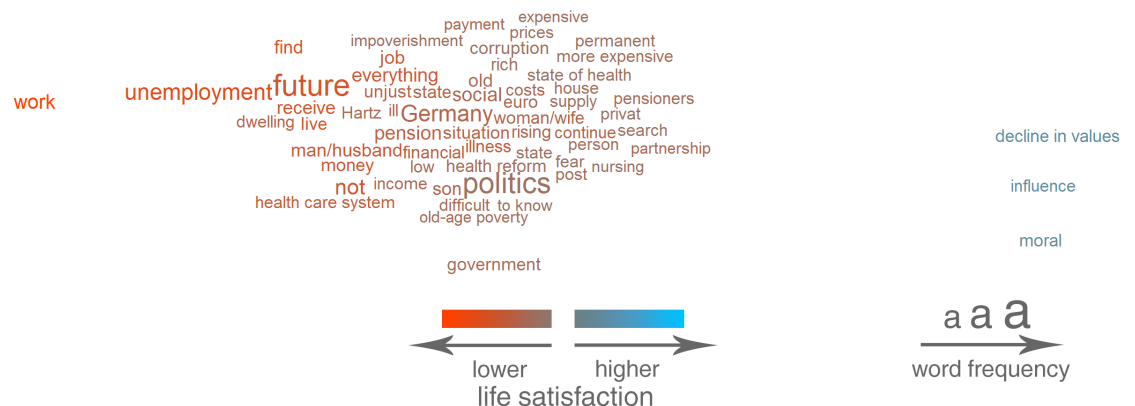 expensive
payment
prices
find
impoverishment
corruption
permanent
job
rich
more expensive
everything
old
state of health
unemployment
future
unjust
state
social
costs
house
work
receive
euro
supply
pensioners
dwelling
live
Hartz
ill
Germany
woman/wife
privat
pension
situation
rising
continue
search
decline in values
man/husband
financial
illness
state
person
partnership
money
low
health reform
fear
nursing
not
income
son
politics
post
influence
health care system
difficult
to know
old-age poverty
moral
government
a a a
lower
higher
word frequency
life satisfaction